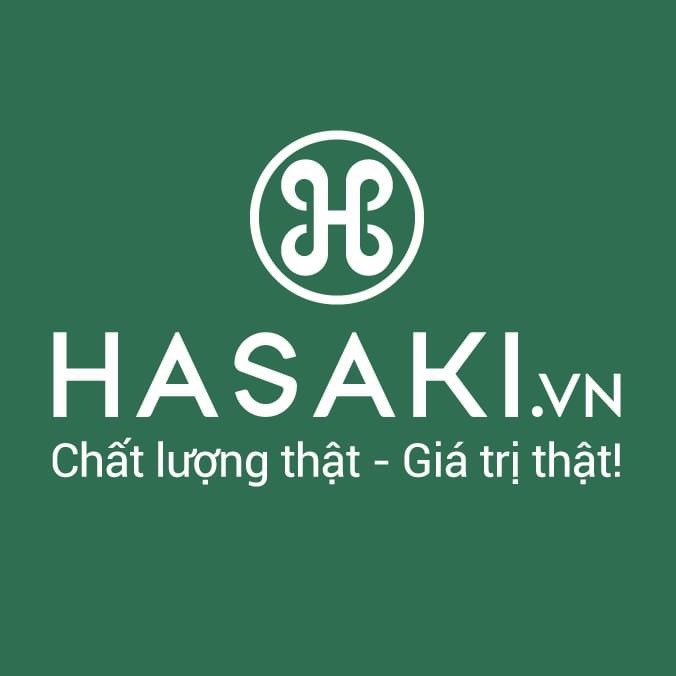 HASAKI.VN
Chất lượng thật - Giá trị thật!